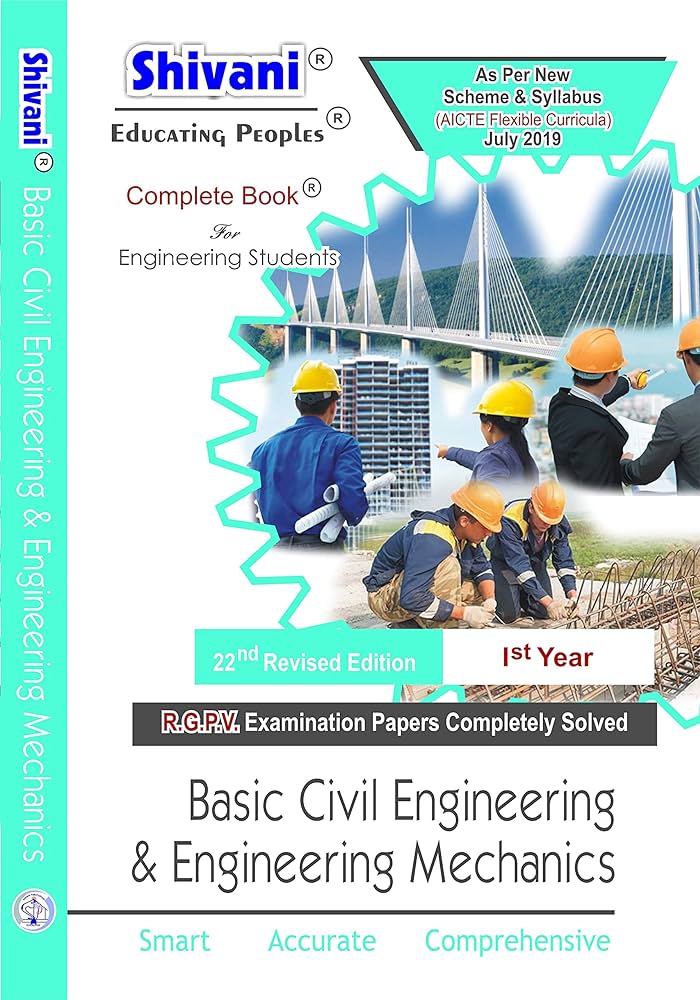 Shivani®
Basic Civil Engineering & Engineering Mechanics
Shivani®
EDUCATING PEOPLES®
Complete Book®
For
Engineering Students
As Per New
Scheme & Syllabus
(AICTE Flexible Curricula)
July 2019
22nd Revised Edition
Ist Year
R.G.P.V. Examination Papers Completely Solved
Basic Civil Engineering
& Engineering Mechanics
Smart Accurate Comprehensive